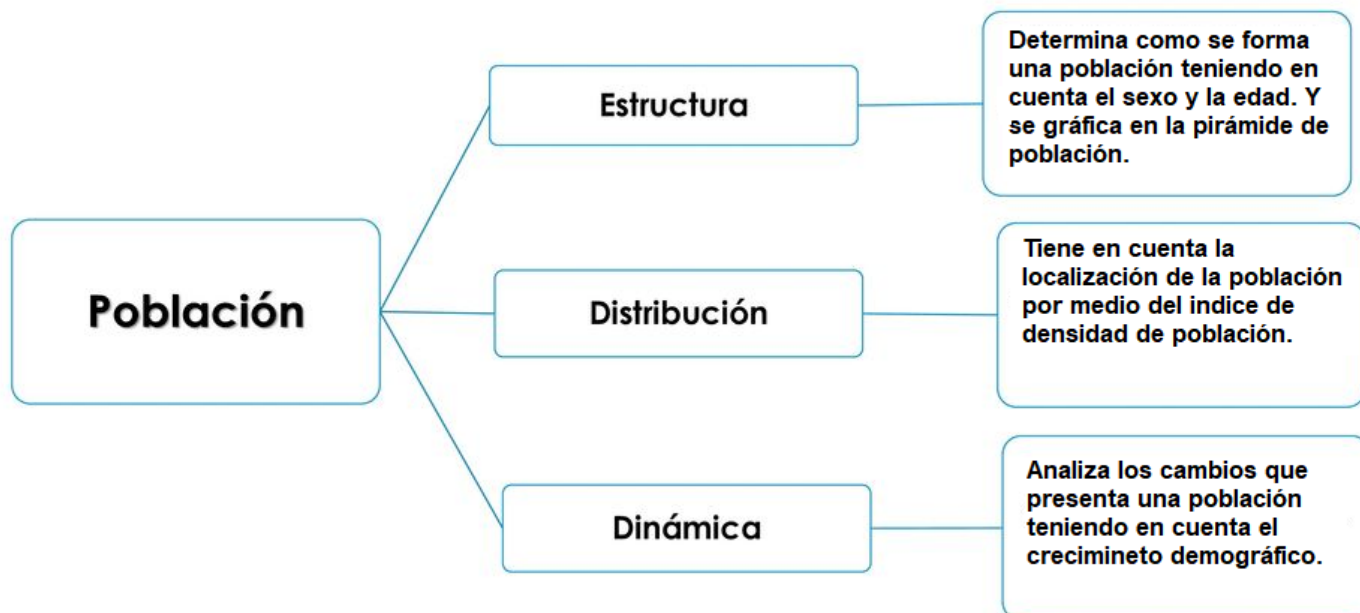 Población
Estructura
Determina como se forma
una población teniendo en
cuenta el sexo y la edad. Y
se gráfica en la pirámide de
población.
Distribución
Tiene en cuenta la
localización de la población
por medio del indice de
densidad de población.
Dinámica
Analiza los cambios que
presenta una población
teniendo en cuenta el
crecimineto demográfico.